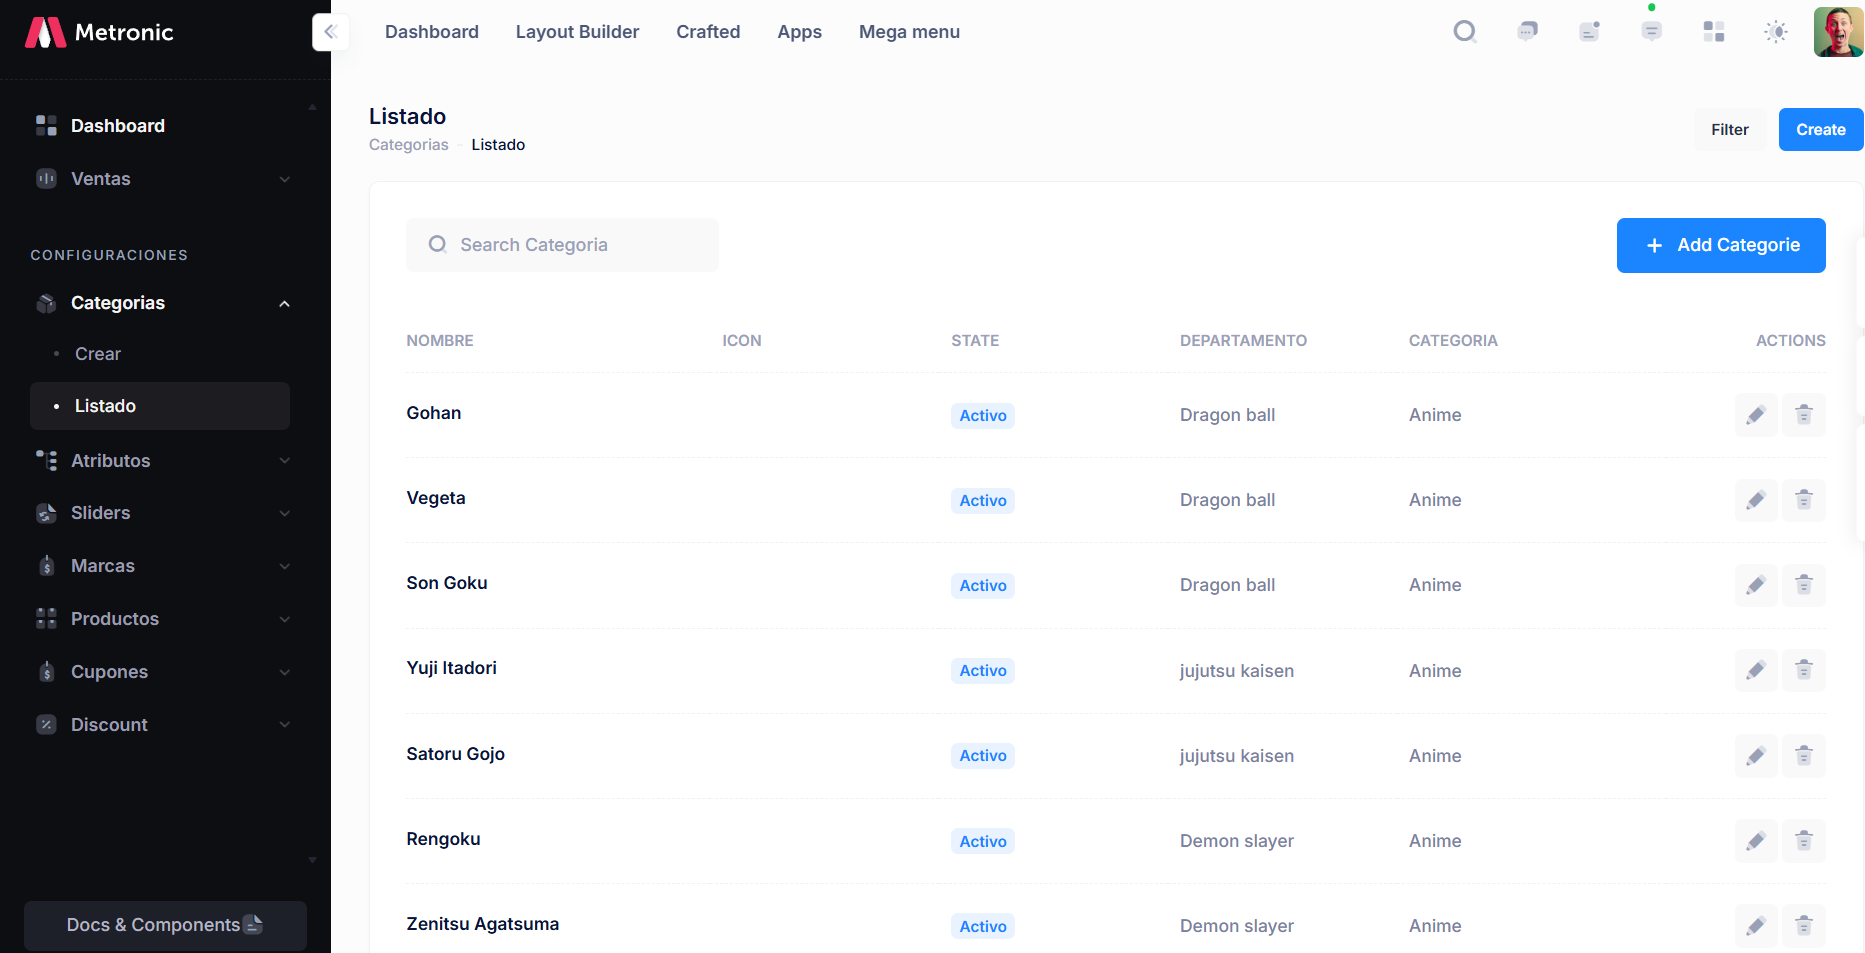 Metronic
Dashboard Layout Builder Crafted Apps Mega menu
Dashboard
Ventas
CONFIGURACIONES
Categorias
Crear
Listado
Atributos
Sliders
Marcas
Productos
Cupones
Discount
Docs & Components
Listado
Categorias Listado
Filter Create
Search Categoria
+ Add Categorie
NOMBRE ICON STATE DEPARTAMENTO CATEGORIA ACTIONS
Gohan Activo Dragon ball Anime
Vegeta Activo Dragon ball Anime
Son Goku Activo Dragon ball Anime
Yuji Itadori Activo jujutsu kaisen Anime
Satoru Gojo Activo jujutsu kaisen Anime
Rengoku Activo Demon slayer Anime
Zenitsu Agatsuma Activo Demon slayer Anime